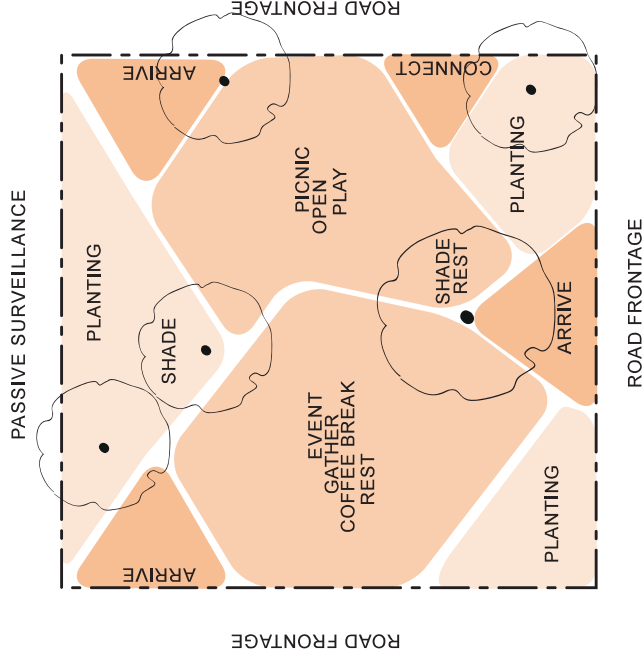 ROAD FRONTAGE
ARRIVE
CONNECT
PLANTING
PICNIC
OPEN
PLAY
PASSIVE SURVEILLANCE
PLANTING
SHADE
SHADE
REST
ARRIVE
ROAD FRONTAGE
EVENT
GATHER
COFFEE BREAK
REST
PLANTING
ARRIVE
ROAD FRONTAGE